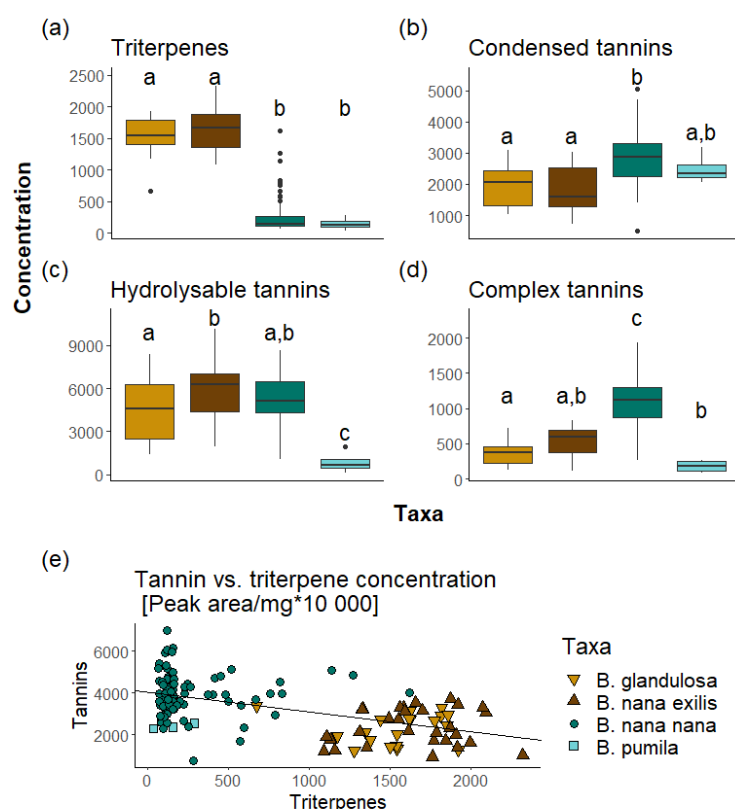 (a)
Triterpenes
2500
2000
1500
1000
500
0
a
a
b
b
(b)
Condensed tannins
5000
4000
3000
2000
1000
a
a
b
a,b
Concentration
(c)
Hydrolysable tannins
9000
6000
3000
0
a
b
a,b
c
(d)
Complex tannins
2000
1500
1000
500
0
a
a,b
c
b
Taxa
(e)
Tannin vs. triterpene concentration
[Peak area/mg*10 000]
Tannins
6000
4000
2000
0
500
1000
1500
2000
Triterpenes
Taxa
B. glandulosa
B. nana exilis
B. nana nana
B. pumila